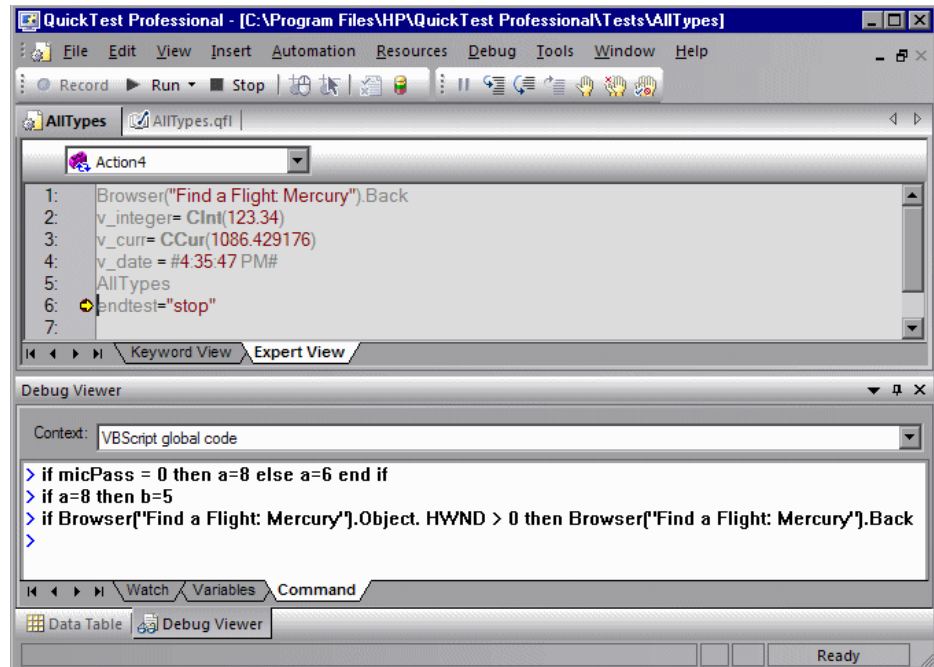 QuickTest Professional - [C:\Program Files\HP\QuickTest Professional\Tests\AllTypes]
File Edit View Insert Automation Resources Debug Tools Window Help
Record Run Stop
AllTypes AllTypes.qfl
Action4
1: Browser("Find a Flight: Mercury").Back
2: v_integer= CInt(123.34)
3: v_curr= CCur(1086.429176)
4: v_date = #4:35:47 PM#
5: AllTypes
6: endtest="stop"
7:
Keyword View Expert View
Debug Viewer
Context: VBScript global code
> if micPass = 0 then a=8 else a=6 end if
> if a=8 then b=5
> if Browser("Find a Flight: Mercury").Object. HWND > 0 then Browser("Find a Flight: Mercury").Back
>
Watch Variables Command
Data Table Debug Viewer
Ready